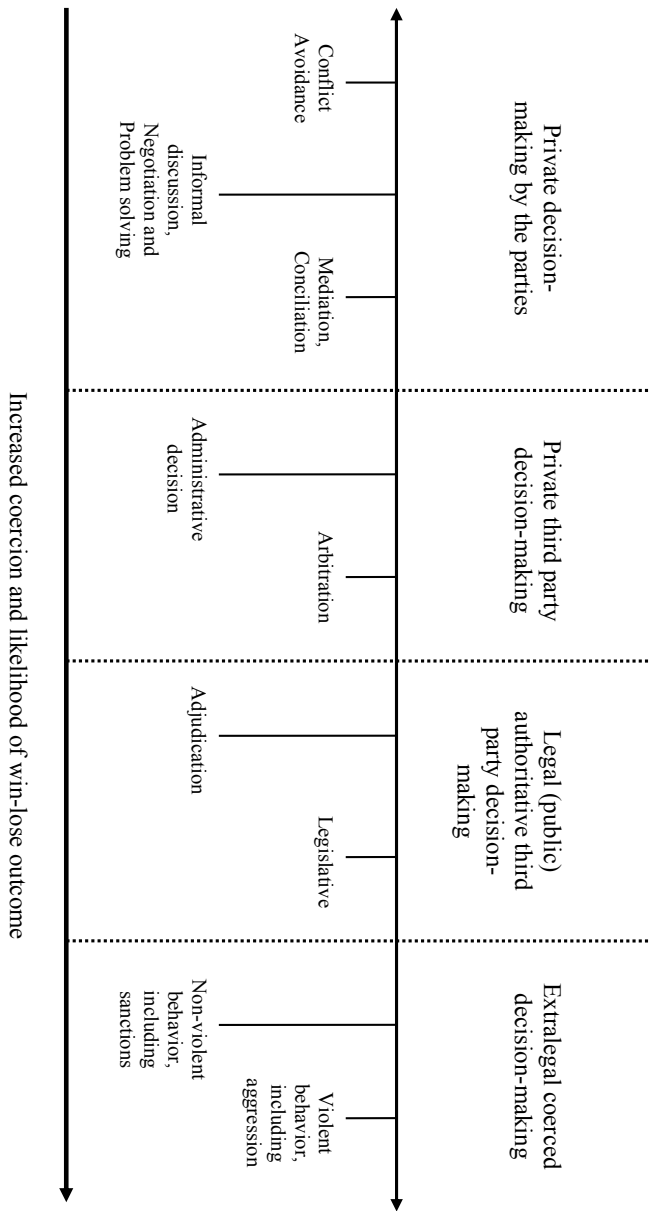 Private decision-
making by the parties
Private third party
decision-making
Legal (public)
authoritative third
party decision-
making
Extralegal coerced
decision-making
Conflict
Avoidance
Informal
discussion,
Negotiation and
Problem solving
Mediation,
Conciliation
Administrative
decision
Arbitration
Adjudication
Legislative
Non-violent
behavior,
including
sanctions
Violent
behavior,
including
aggression
Increased coercion and likelihood of win-lose outcome